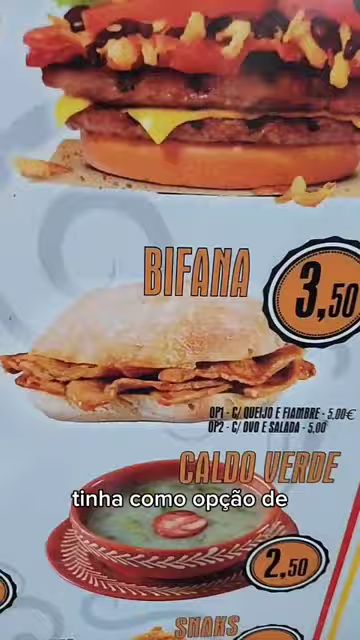 BIFANA
3,50
OP1 - C/ QUEIJO E FIAMBRE - 5,00€
OP2 - C/ OVO E SALADA - 5,00
CALDO VERDE
tinha como opção de
2,50
SNAKS